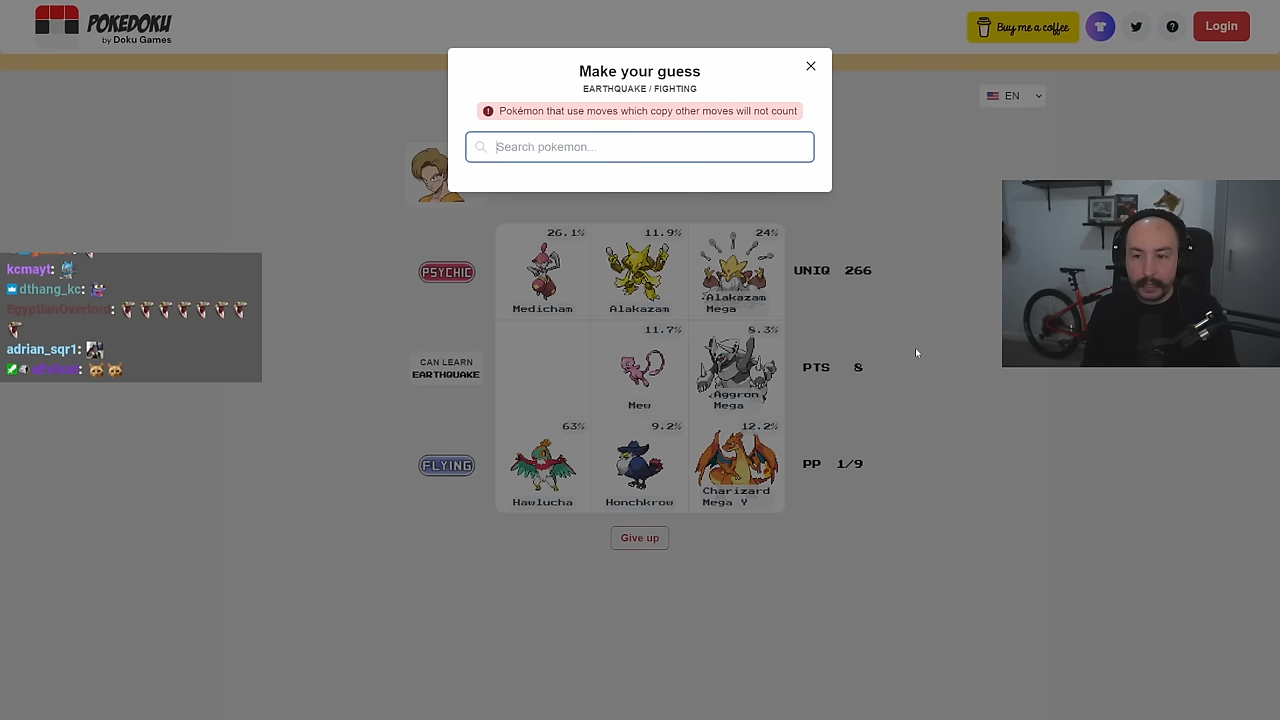 POKEDOKU
by Doku Games
Buy me a coffee
Login
EN
Make your guess
EARTHQUAKE / FIGHTING
Pokémon that use moves which copy other moves will not count
Search pokemon...
kcmayt:
dthang_kc:
EgyptianOverlord:
adrian_sqr1:
26.1%
11.9%
24%
PSYCHIC
Medicham
Alakazam
Alakazam
Mega
UNIQ 266
11.7%
8.3%
CAN LEARN
EARTHQUAKE
Mew
Aggron
Mega
PTS 8
63%
9.2%
12.2%
FLYING
Hawlucha
Honchkrow
Charizard
Mega Y
PP 1/9
Give up